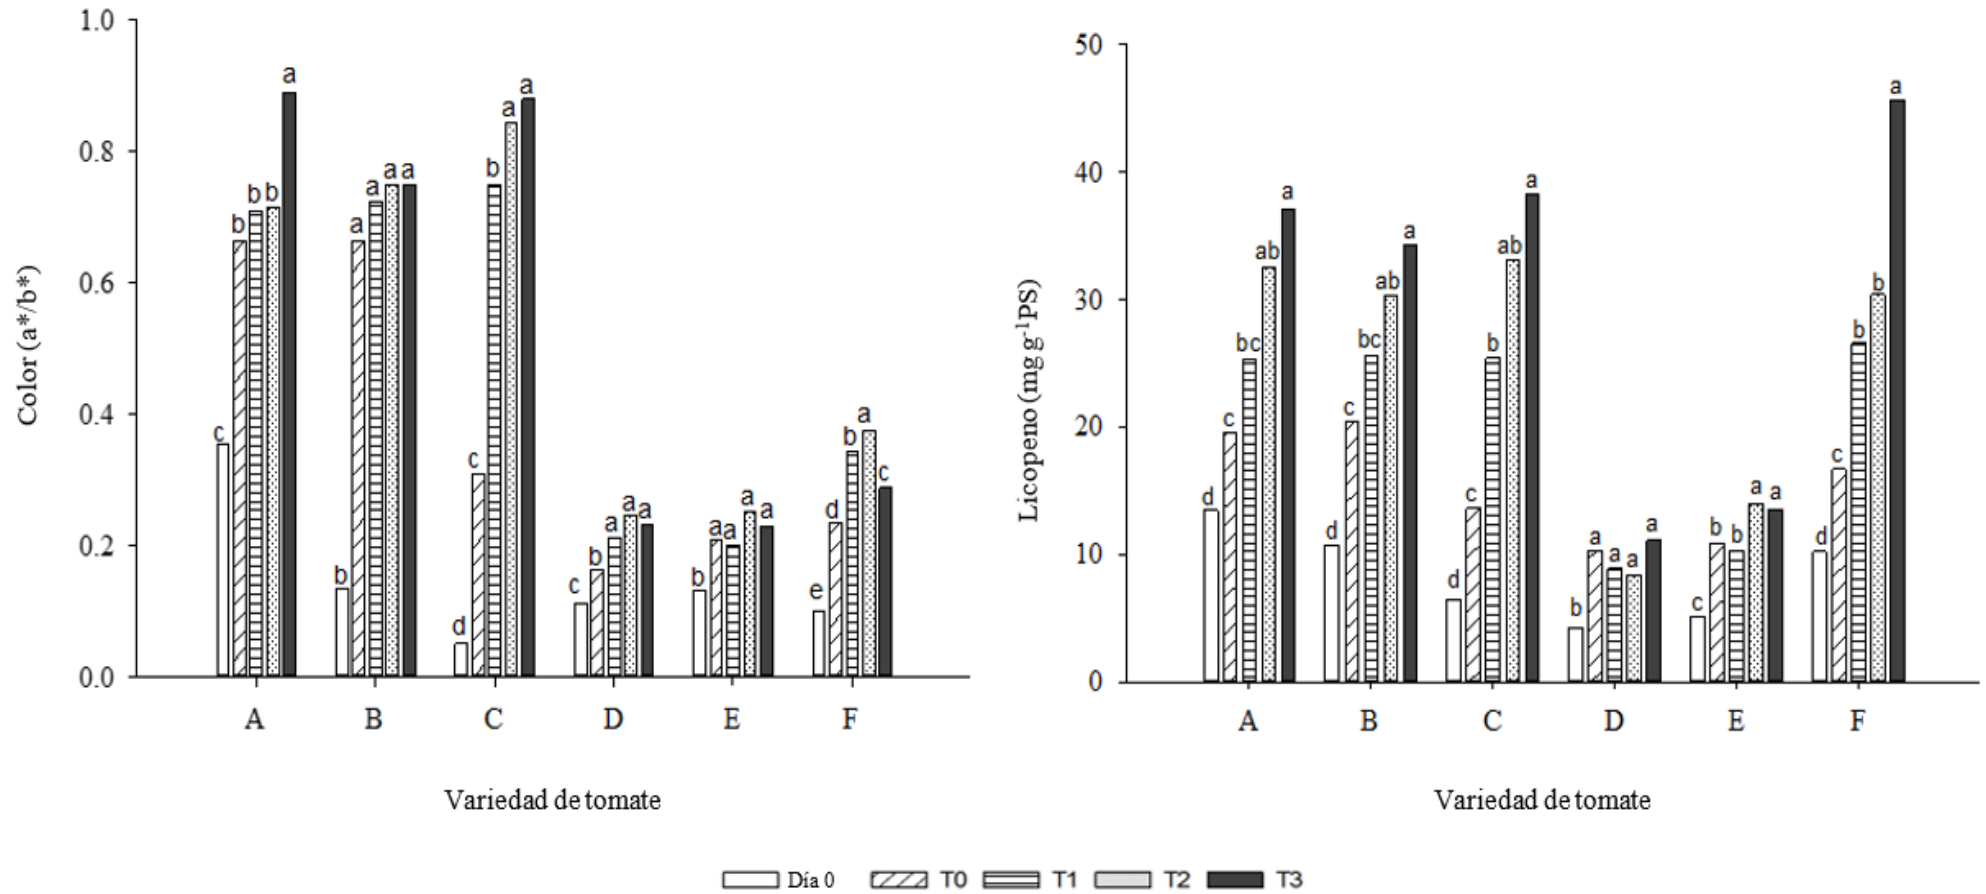 1.0
0.8
0.6
0.4
0.2
0.0
Color (a*/b*)
c b b b a
b a a a a
d c b a a
c b a a a
b a a a a
e d b a c
A B C D E F
Variedad de tomate
50
40
30
20
10
0
Licopeno (mg g⁻¹PS)
d c bc ab a
d c bc ab a
d c b ab a
b a a a a
c b b a a
d c b b a
A B C D E F
Variedad de tomate
Día 0 T0 T1 T2 T3